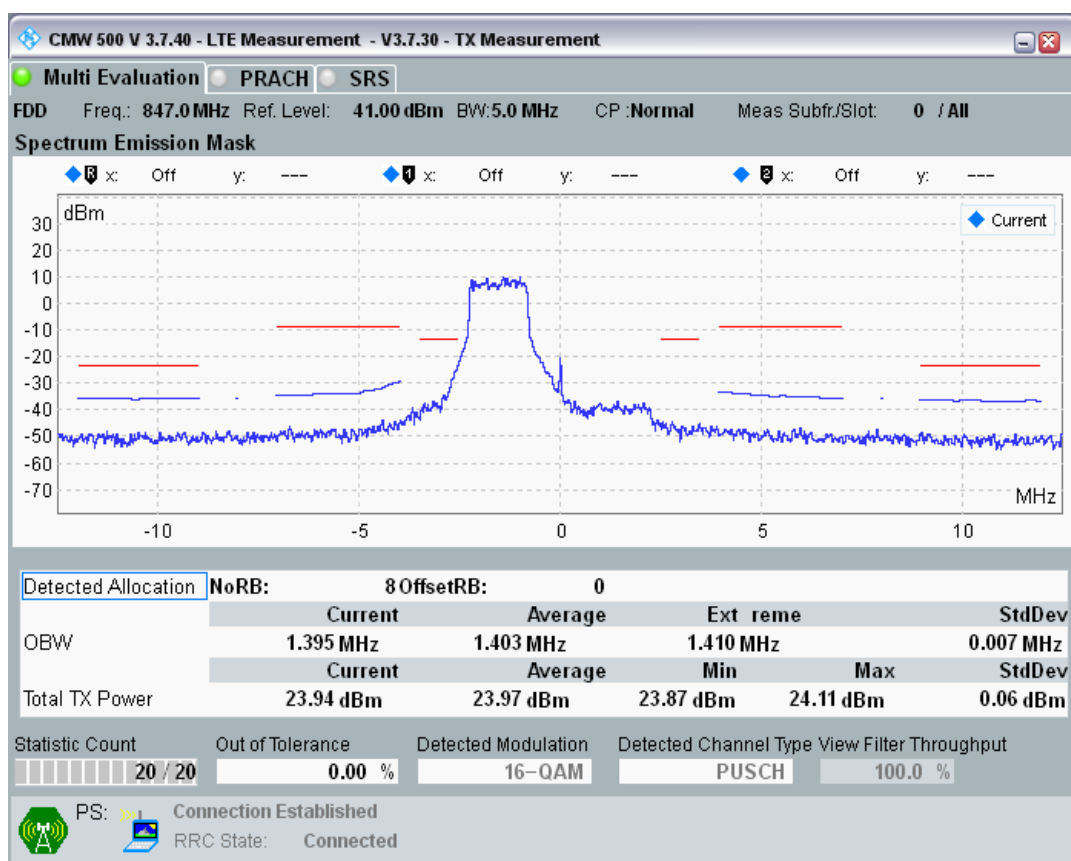 CMW 500 V 3.7.40 - LTE Measurement - V3.7.30 - TX Measurement
Multi Evaluation PRACH SRS
FDD Freq.: 847.0 MHz Ref. Level: 41.00 dBm BW:5.0 MHz CP :Normal Meas Subfr./Slot: 0 / All
Spectrum Emission Mask
R x: Off y: --- 1 x: Off y: --- 2 x: Off y: ---
dBm
Current
30
20
10
0
-10
-20
-30
-40
-50
-60
-70
MHz
-10 -5 0 5 10
Detected Allocation NoRB: 8 OffsetRB: 0
Current Average Ext reme StdDev
OBW 1.395 MHz 1.403 MHz 1.410 MHz 0.007 MHz
Current Average Min Max StdDev
Total TX Power 23.94 dBm 23.97 dBm 23.87 dBm 24.11 dBm 0.06 dBm
Statistic Count Out of Tolerance Detected Modulation Detected Channel Type View Filter Throughput
20 / 20 0.00 % 16-QAM PUSCH 100.0 %
PS: Connection Established
RRC State: Connected